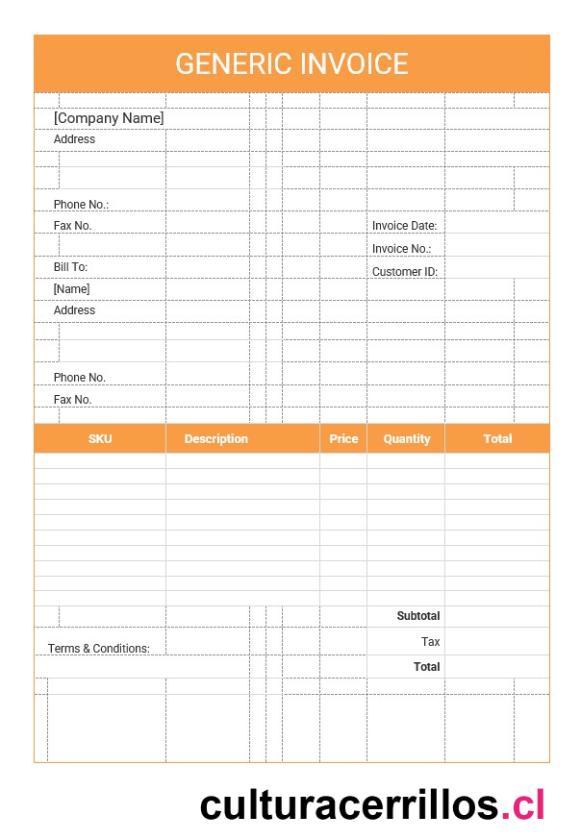 GENERIC INVOICE
[Company Name]
Address
Phone No.:
Fax No.
Invoice Date:
Invoice No.:
Bill To:
Customer ID:
[Name]
Address
Phone No.
Fax No.
SKU Description Price Quantity Total
Subtotal
Tax
Terms & Conditions:
Total
culturacerrillos.cl